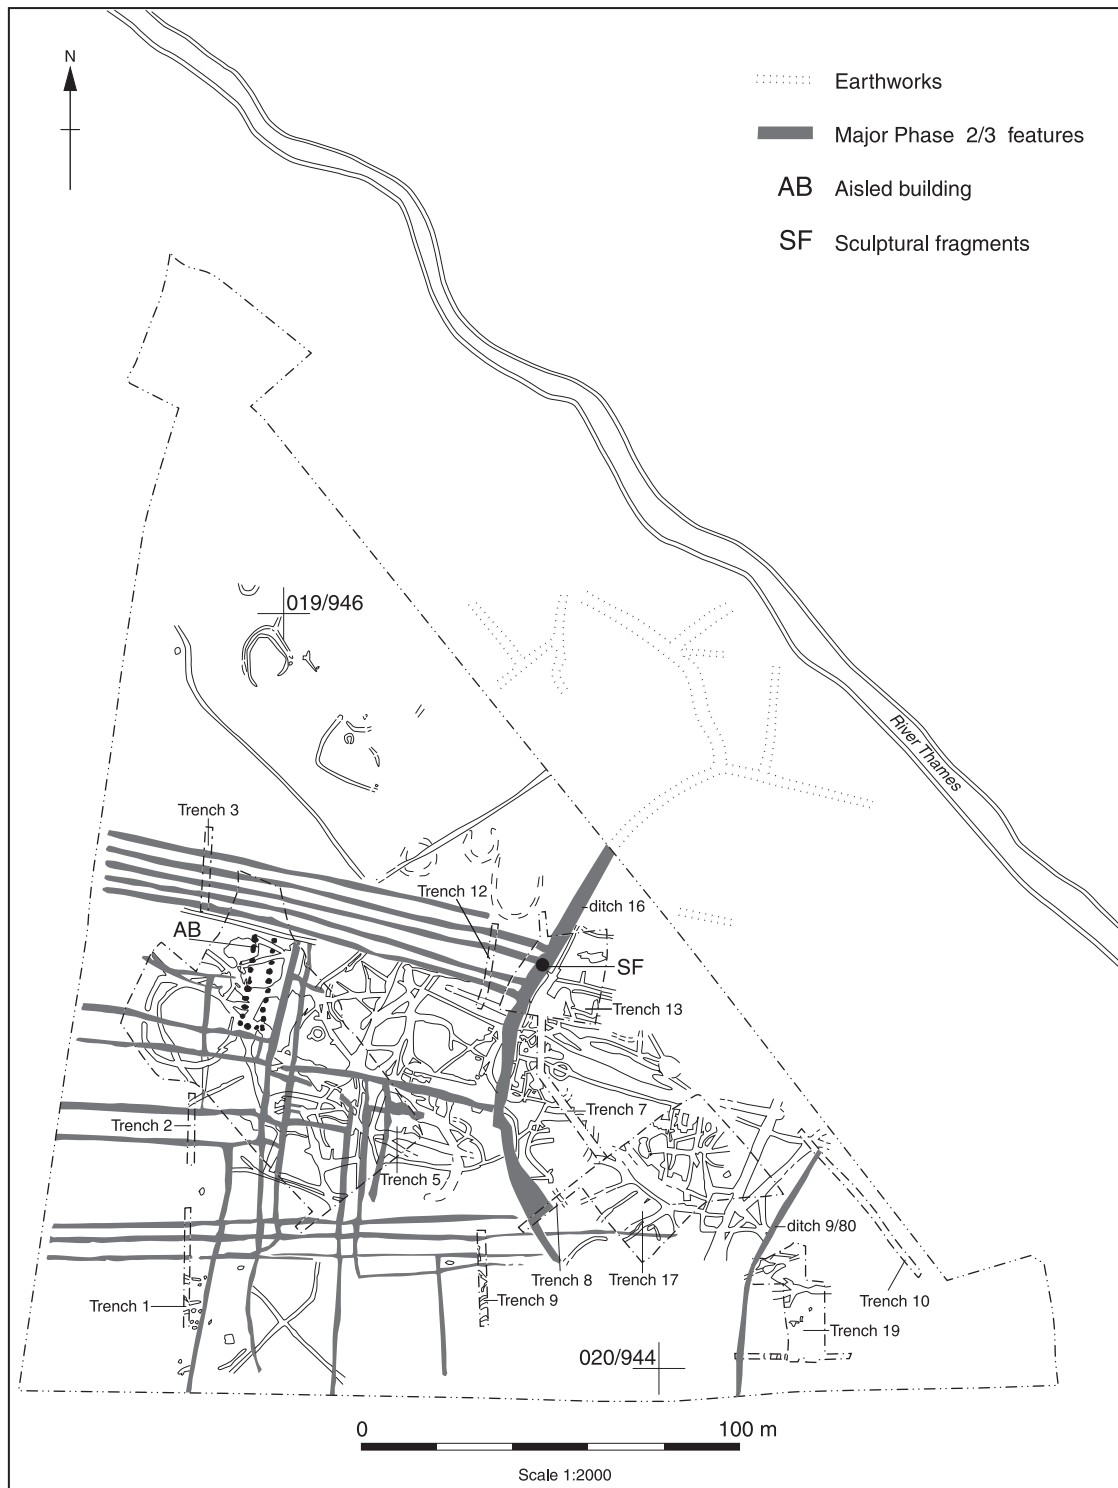 N
Earthworks
Major Phase 2/3 features
AB Aisled building
SF Sculptural fragments
019/946
River Thames
Trench 3
Trench 12
ditch 16
AB
SF
Trench 13
Trench 7
Trench 2
Trench 5
ditch 9/80
Trench 8
Trench 17
Trench 1
Trench 9
Trench 10
Trench 19
020/944
0 100 m
Scale 1:2000